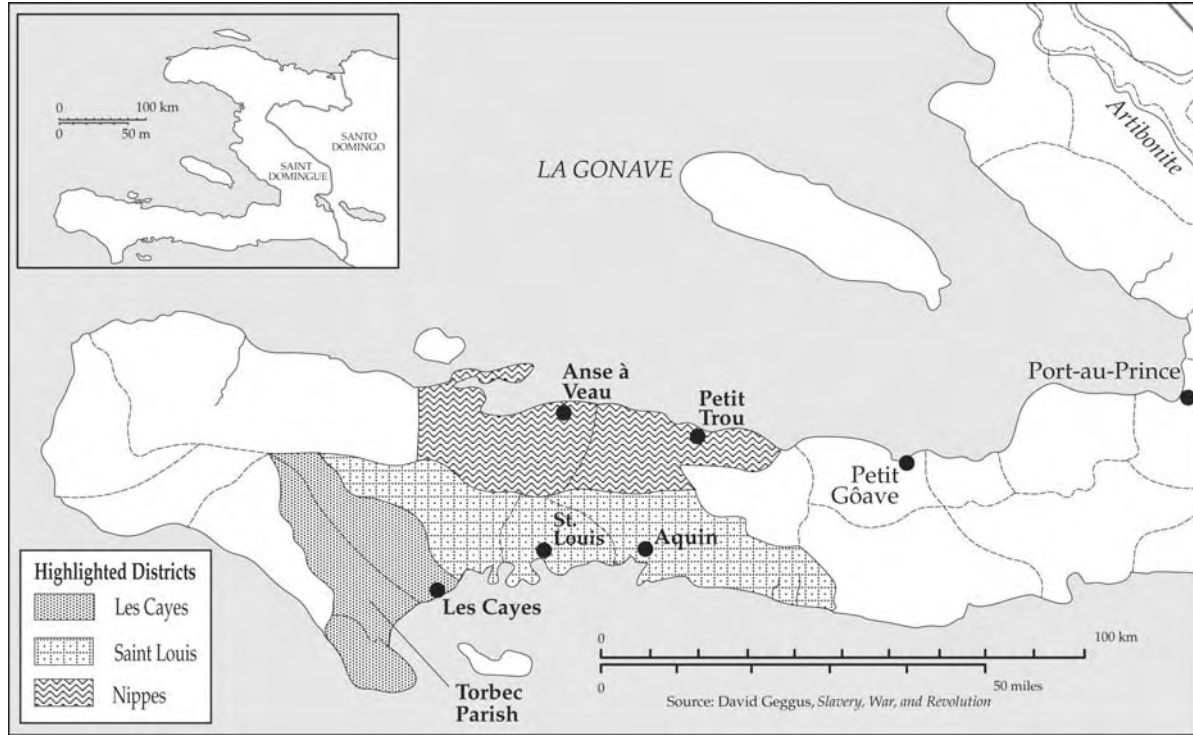 0
100 km
0
50 m
SANTO
DOMINGO
SAINT
DOMINGUE
LA GONAVE
Artibonite
Port-au-Prince
Anse à
Veau
Petit
Trou
Petit
Gôave
St.
Louis
Aquin
Les Cayes
Torbec
Parish
Highlighted Districts
Les Cayes
Saint Louis
Nippes
0
100 km
0
50 miles
Source: David Geggus, Slavery, War, and Revolution